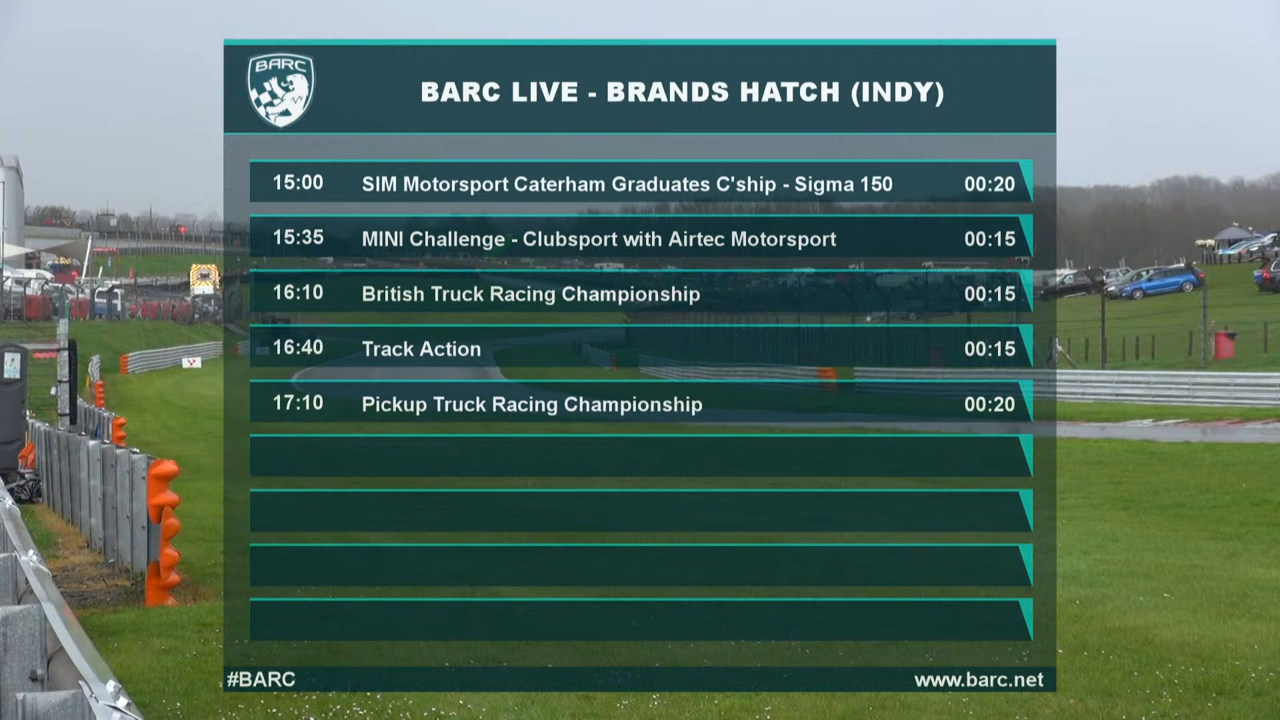 BARC
BARC LIVE - BRANDS HATCH (INDY)
15:00 SIM Motorsport Caterham Graduates C'ship - Sigma 150 00:20
15:35 MINI Challenge - Clubsport with Airtec Motorsport 00:15
16:10 British Truck Racing Championship 00:15
16:40 Track Action 00:15
17:10 Pickup Truck Racing Championship 00:20
#BARC www.barc.net